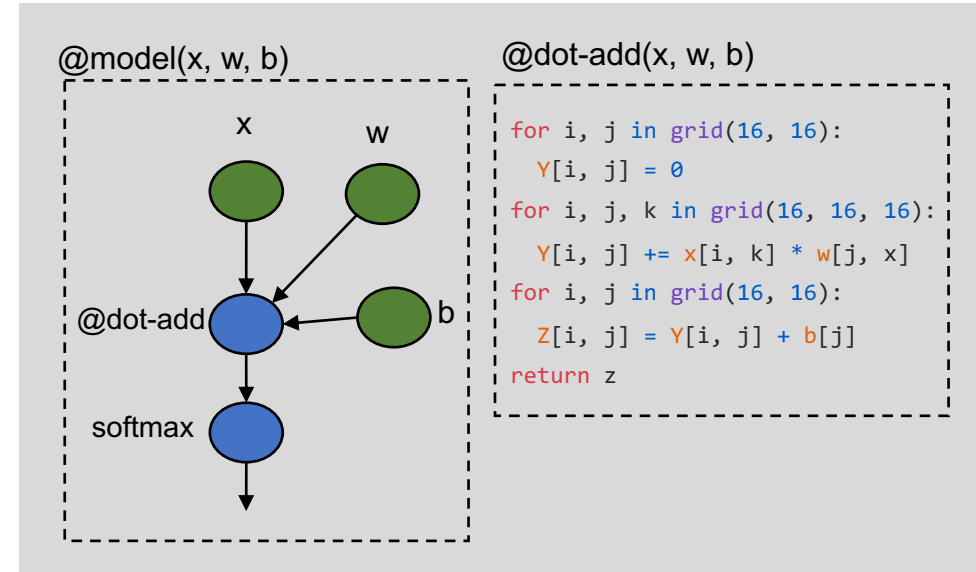 @model(x, w, b)
x
w
@dot-add
b
softmax
@dot-add(x, w, b)
for i, j in grid(16, 16):
  Y[i, j] = 0
for i, j, k in grid(16, 16, 16):
  Y[i, j] += x[i, k] * w[j, x]
for i, j in grid(16, 16):
  Z[i, j] = Y[i, j] + b[j]
return z